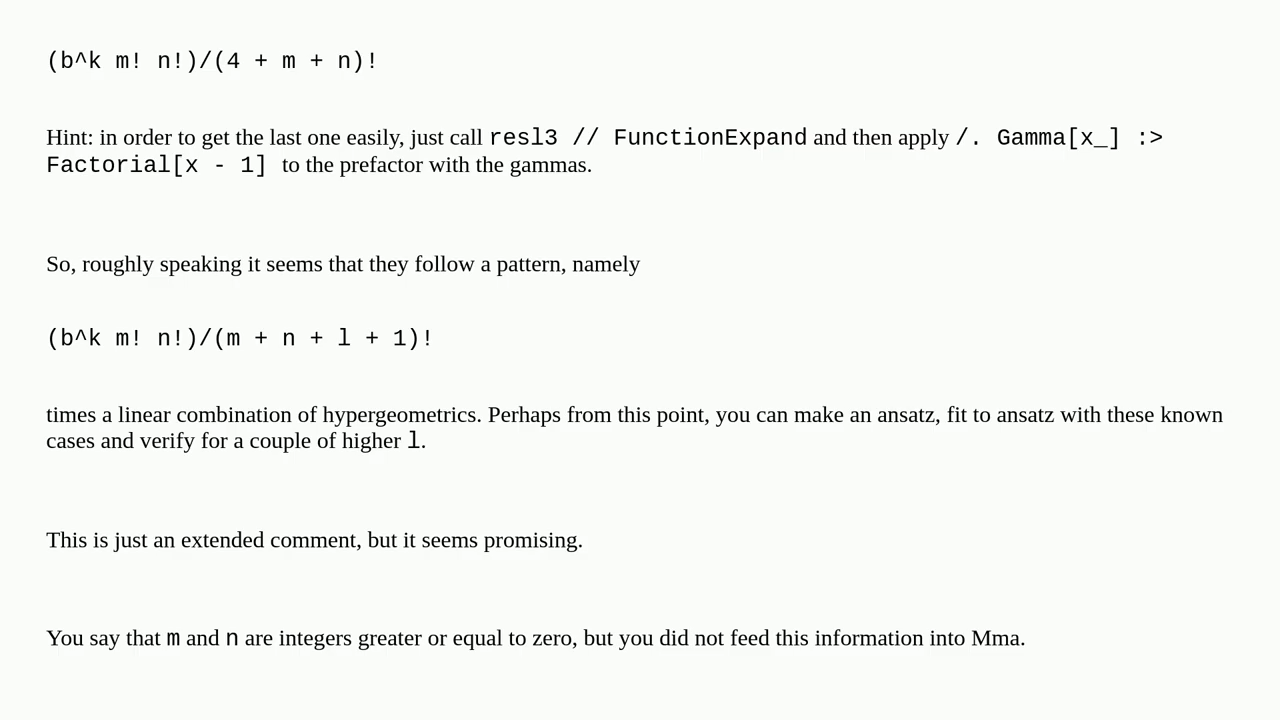 (b^k m! n!)/(4 + m + n)!
Hint: in order to get the last one easily, just call resl3 // FunctionExpand and then apply /. Gamma[x_] :>
Factorial[x - 1] to the prefactor with the gammas.
So, roughly speaking it seems that they follow a pattern, namely
(b^k m! n!)/(m + n + l + 1)!
times a linear combination of hypergeometrics. Perhaps from this point, you can make an ansatz, fit to ansatz with these known
cases and verify for a couple of higher l.
This is just an extended comment, but it seems promising.
You say that m and n are integers greater or equal to zero, but you did not feed this information into Mma.